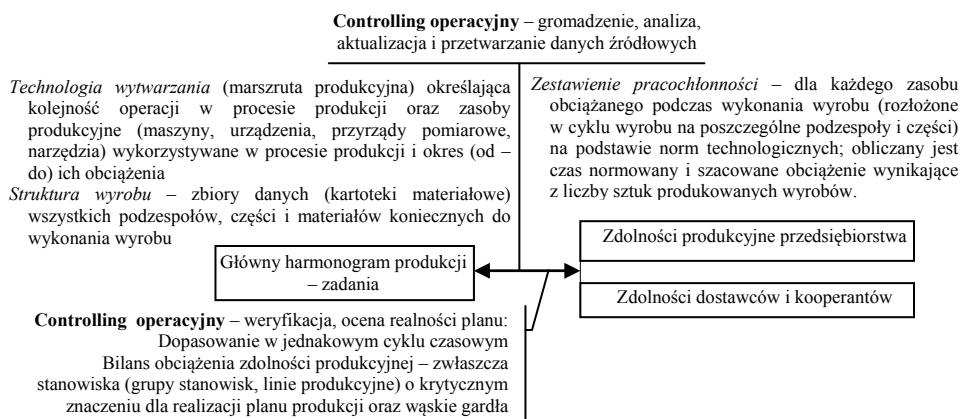 Controlling operacyjny – gromadzenie, analiza,
aktualizacja i przetwarzanie danych źródłowych
Technologia wytwarzania (marszruta produkcyjna) określająca
kolejność operacji w procesie produkcji oraz zasoby
produkcyjne (maszyny, urządzenia, przyrządy pomiarowe,
narzędzia) wykorzystywane w procesie produkcji i okres (od –
do) ich obciążenia
Struktura wyrobu – zbiory danych (kartoteki materiałowe)
wszystkich podzespołów, części i materiałów koniecznych do
wykonania wyrobu
Zestawienie pracochłonności – dla każdego zasobu
obciążanego podczas wykonania wyrobu (rozłożone
w cyklu wyrobu na poszczególne podzespoły i części)
na podstawie norm technologicznych; obliczany jest
czas normowany i szacowane obciążenie wynikające
z liczby sztuk produkowanych wyrobów.
Główny harmonogram produkcji
– zadania
Zdolności produkcyjne przedsiębiorstwa
Zdolności dostawców i kooperantów
Controlling operacyjny – weryfikacja, ocena realności planu:
Dopasowanie w jednakowym cyklu czasowym
Bilans obciążenia zdolności produkcyjnej – zwłaszcza
stanowiska (grupy stanowisk, linie produkcyjne) o krytycznym
znaczeniu dla realizacji planu produkcji oraz wąskie gardła